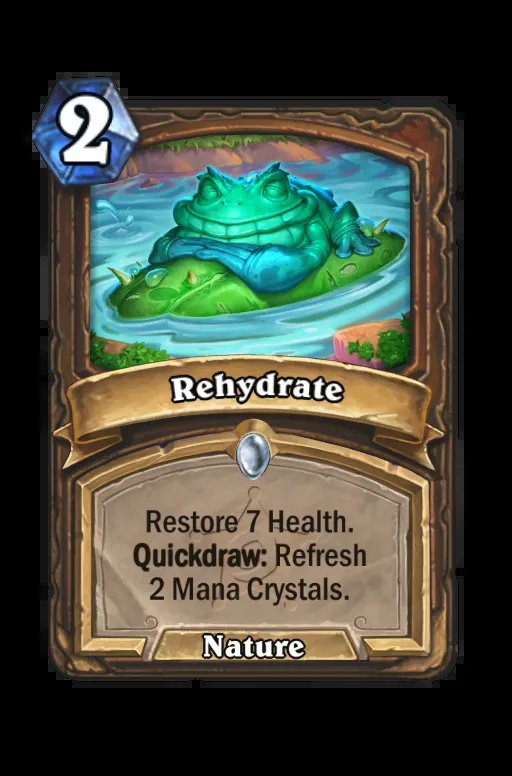 2
Rehydrate
Restore 7 Health.
Quickdraw: Refresh
2 Mana Crystals.
Nature